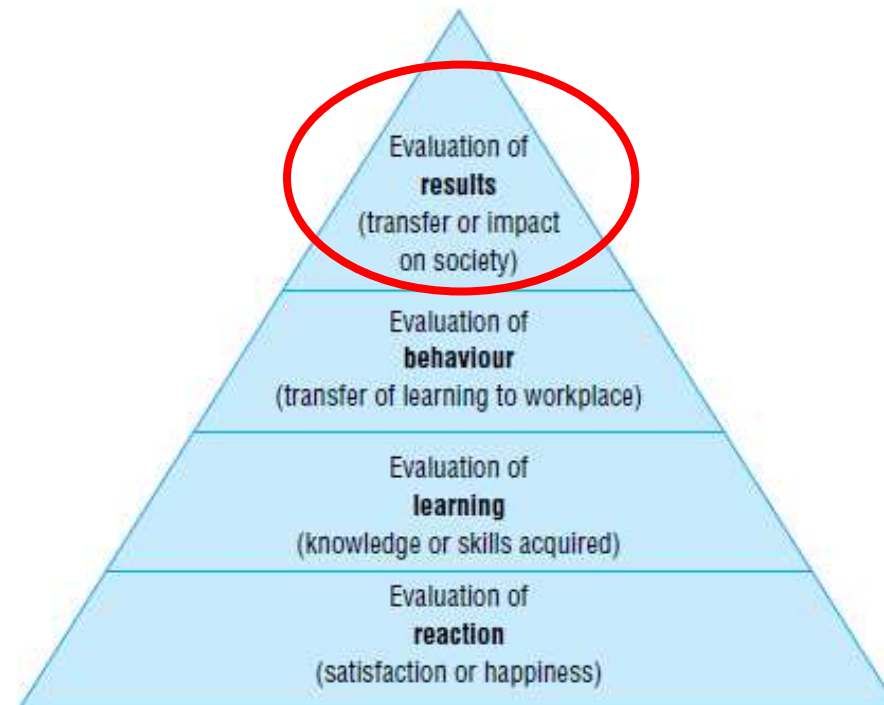 Evaluation of
results
(transfer or impact
on society)
Evaluation of
behaviour
(transfer of learning to workplace)
Evaluation of
learning
(knowledge or skills acquired)
Evaluation of
reaction
(satisfaction or happiness)